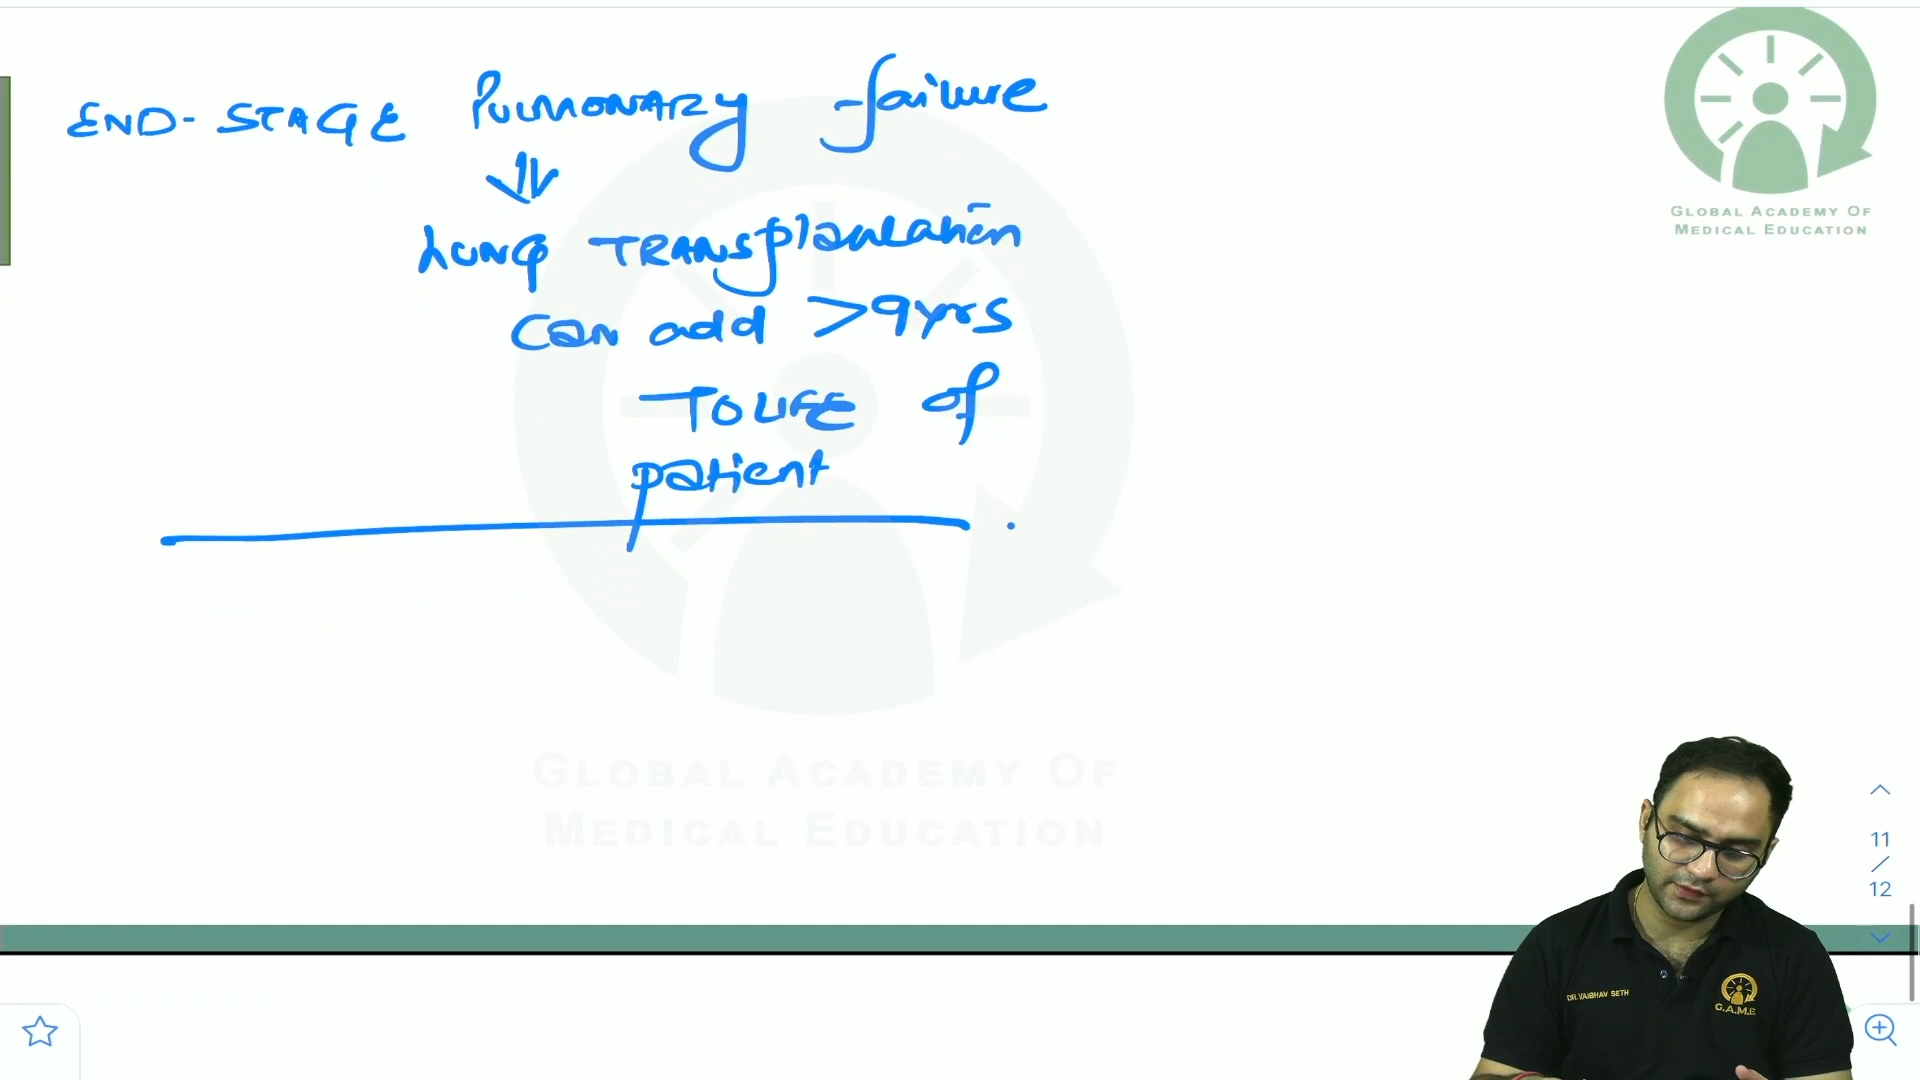 END-STAGE PULMONARY failure
LUNG TRANSplantation
Can add >9yrs
TO LIFE of
patient
GLOBAL ACADEMY OF
MEDICAL EDUCATION
GLOBAL ACADEMY OF
MEDICAL EDUCATION
11
/
12
DR.VAIBHAV SETH
G.A.M.E